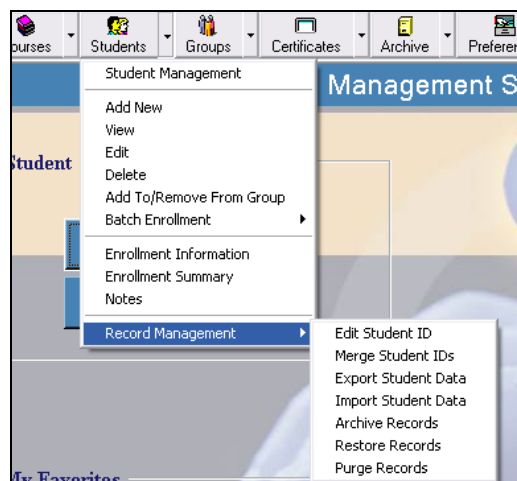 ourses Students Groups Certificates Archive Preferen
Student Management
Management S
Add New
View
Edit
Student
Delete
Add To/Remove From Group
Batch Enrollment
Enrollment Information
Enrollment Summary
Notes
Record Management
Edit Student ID
Merge Student IDs
Export Student Data
Import Student Data
Archive Records
Restore Records
Purge Records
My Favorites